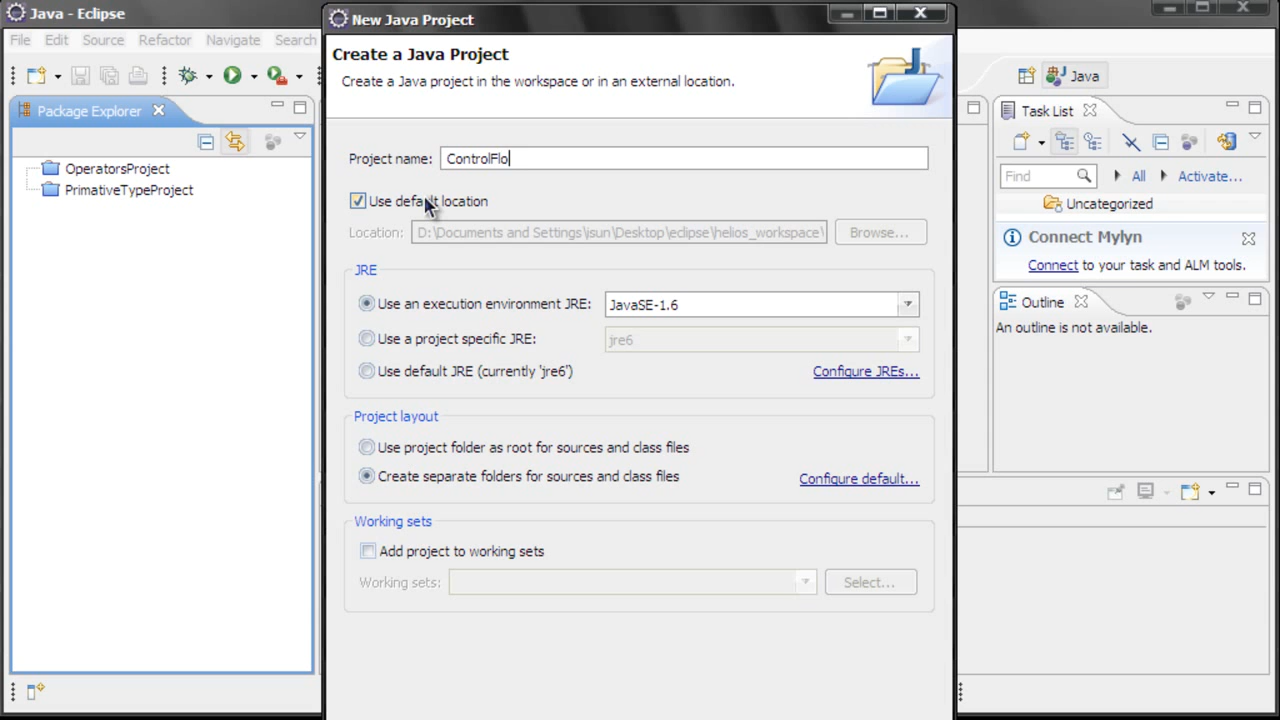 Java - Eclipse
File Edit Source Refactor Navigate Search
Package Explorer
OperatorsProject
PrimativeTypeProject
New Java Project
Create a Java Project
Create a Java project in the workspace or in an external location.
Project name: ControlFlo
Use default location
Location: D:\Documents and Settings\isun\Desktop\eclipse\helios_workspace\ Browse...
JRE
Use an execution environment JRE: JavaSE-1.6
Use a project specific JRE: jre6
Use default JRE (currently 'jre6') Configure JREs...
Project layout
Use project folder as root for sources and class files
Create separate folders for sources and class files Configure default...
Working sets
Add project to working sets
Working sets: Select...
Java
Task List
Find All Activate...
Uncategorized
Connect Mylyn
Connect to your task and ALM tools.
Outline
An outline is not available.